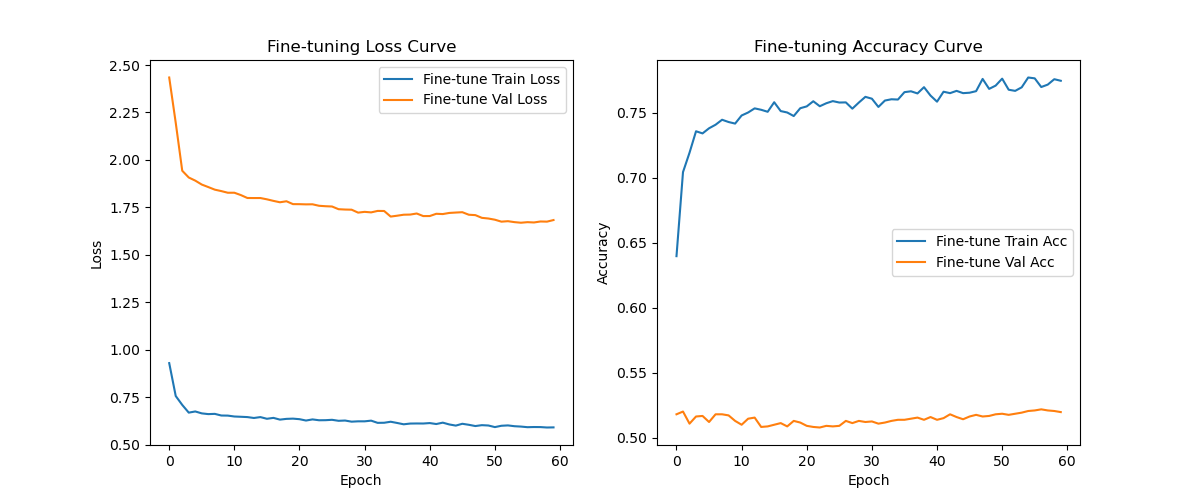 Fine-tuning Loss Curve
2.50
2.25
2.00
1.75
1.50
1.25
1.00
0.75
0.50
Loss
0
10
20
30
40
50
60
Epoch
Fine-tune Train Loss
Fine-tune Val Loss
Fine-tuning Accuracy Curve
0.75
0.70
0.65
0.60
0.55
0.50
Accuracy
0
10
20
30
40
50
60
Epoch
Fine-tune Train Acc
Fine-tune Val Acc